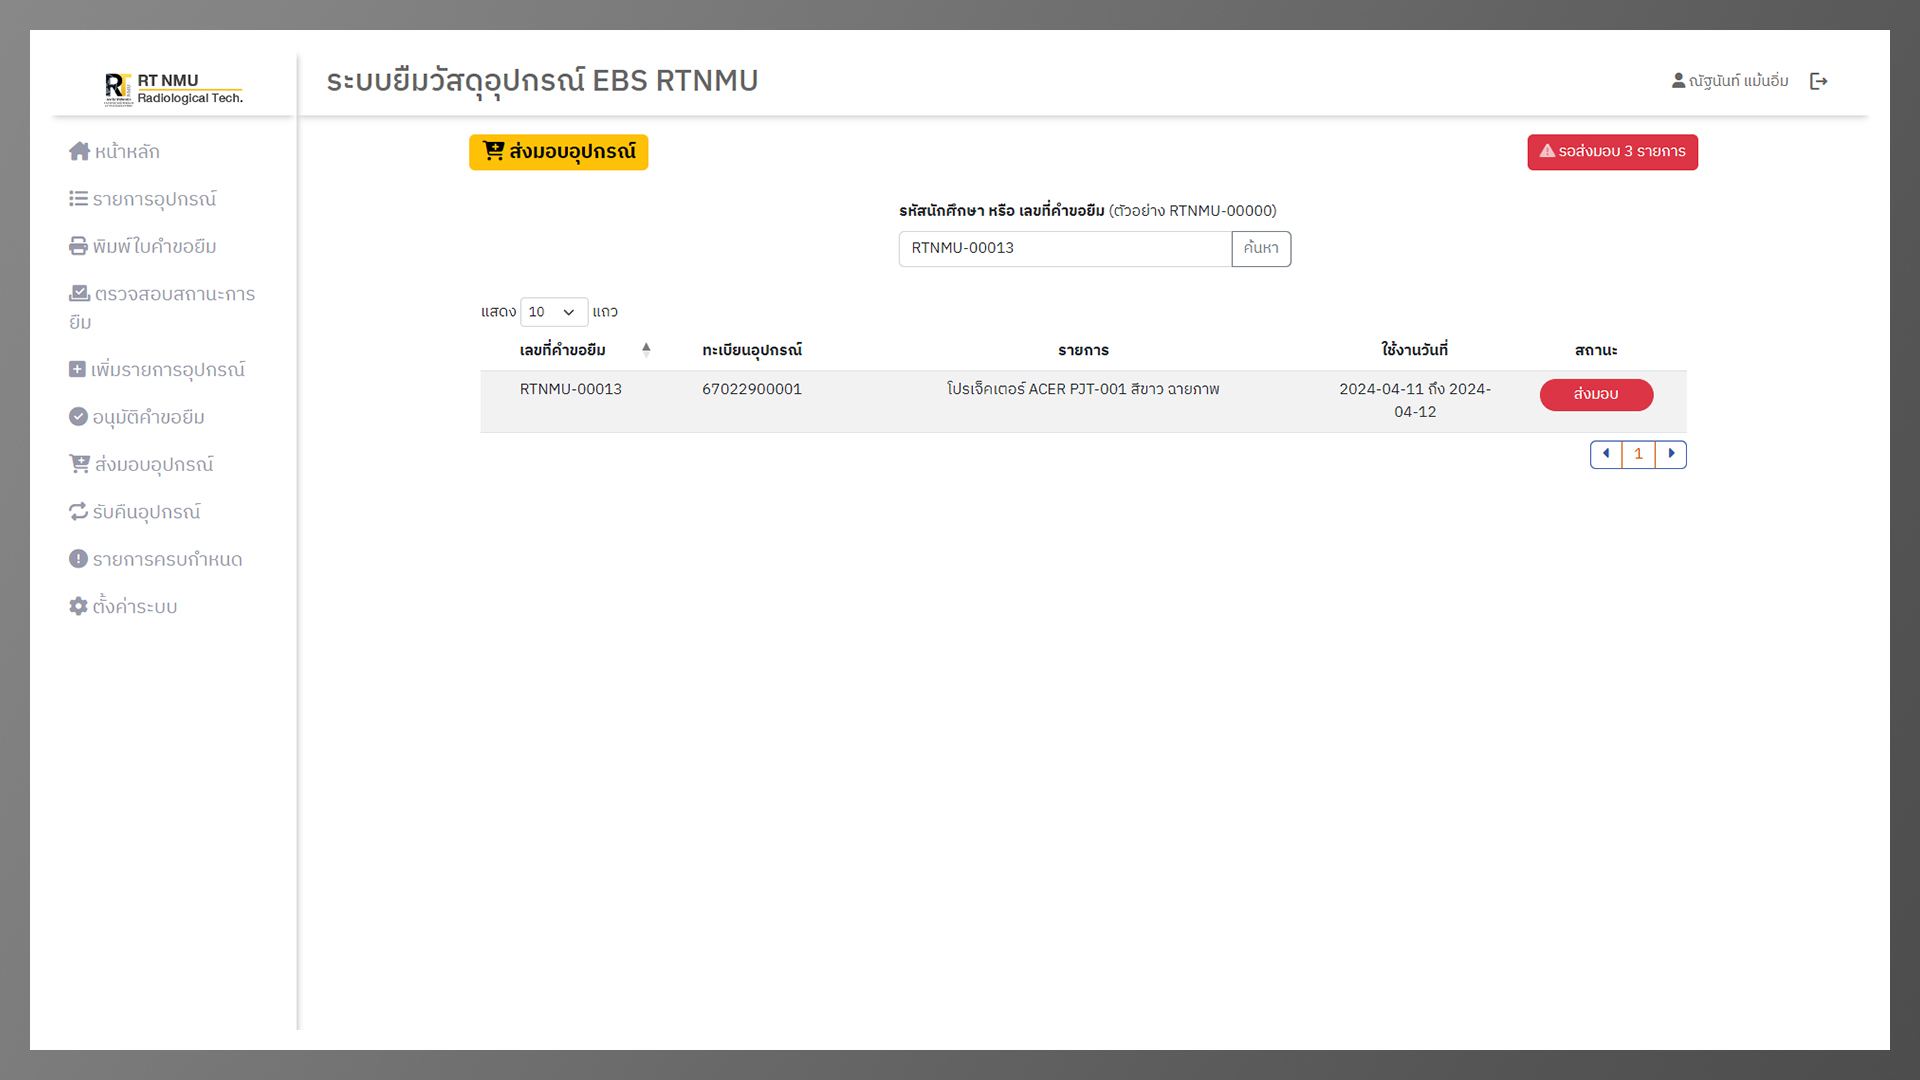 RT NMU
Radiological Tech.
ระบบยืมวัสดุอุปกรณ์ EBS RTNMU
ณัฐนันท์ แม้นอิ่ม
หน้าหลัก
รายการอุปกรณ์
พิมพ์ใบคำขอยืม
ตรวจสอบสถานะการ
ยืม
เพิ่มรายการอุปกรณ์
อนุมัติคำขอยืม
ส่งมอบอุปกรณ์
รับคืนอุปกรณ์
รายการครบกำหนด
ตั้งค่าระบบ
ส่งมอบอุปกรณ์
รอส่งมอบ 3 รายการ
รหัสนักศึกษา หรือ เลขที่คำขอยืม (ตัวอย่าง RTNMU-00000)
RTNMU-00013 ค้นหา
แสดง 10 แถว
เลขที่คำขอยืม ทะเบียนอุปกรณ์ รายการ ใช้งานวันที่ สถานะ
RTNMU-00013 67022900001 โปรเจ็คเตอร์ ACER PJT-001 สีขาว ฉายภาพ 2024-04-11 ถึง 2024- ส่งมอบ
04-12
1